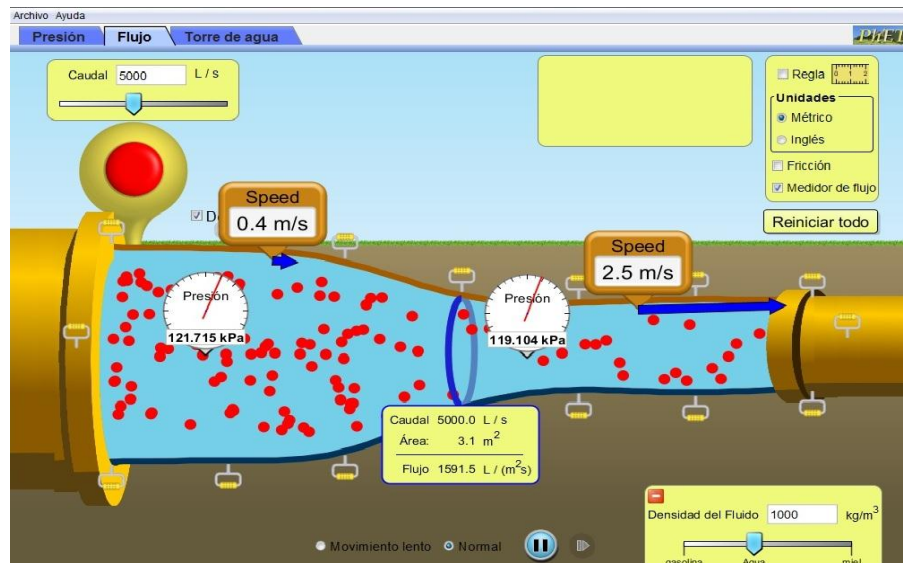 Archivo Ayuda
Presión Flujo Torre de agua
PhET
Caudal 5000 L / s
Regla 0 1 2
Unidades
Métrico
Inglés
Fricción
Medidor de flujo
Reiniciar todo
Speed
0.4 m/s
Speed
2.5 m/s
Presión
121.715 kPa
Presión
119.104 kPa
Caudal 5000.0 L / s
Área: 3.1 m²
Flujo 1591.5 L / (m²s)
Densidad del Fluido 1000 kg/m³
gasolina Agua miel
Movimiento lento Normal